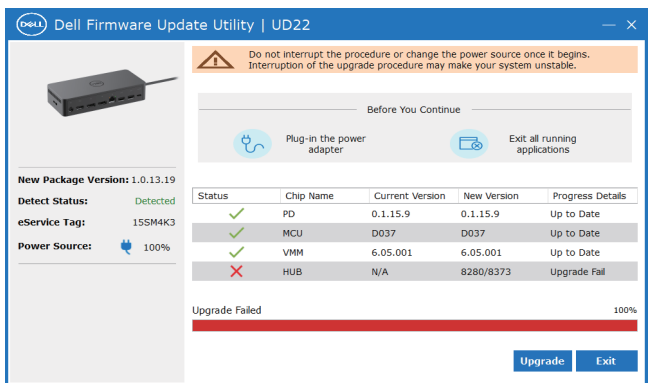 DELL Dell Firmware Update Utility | UD22
Do not interrupt the procedure or change the power source once it begins.
Interruption of the upgrade procedure may make your system unstable.
Before You Continue
Plug-in the power
adapter
Exit all running
applications
New Package Version: 1.0.13.19
Detect Status: Detected
eService Tag: 15SM4K3
Power Source: 100%
Status Chip Name Current Version New Version Progress Details
PD 0.1.15.9 0.1.15.9 Up to Date
MCU D037 D037 Up to Date
VMM 6.05.001 6.05.001 Up to Date
HUB N/A 8280/8373 Upgrade Fail
Upgrade Failed 100%
Upgrade Exit